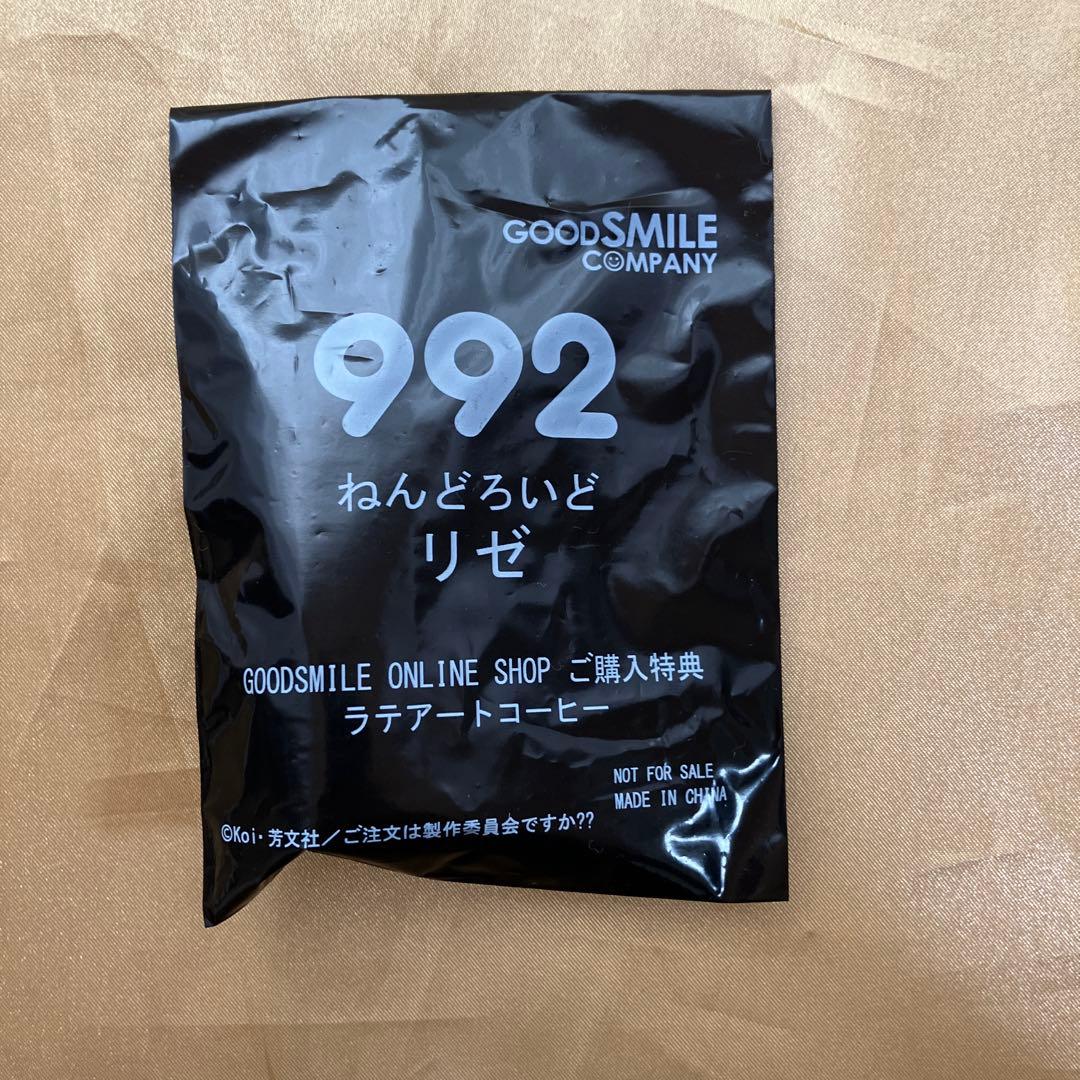 GOODSMILE
COMPANY
992
ねんどろいど
リゼ
GOODSMILE ONLINE SHOP ご購入特典
ラテアートコーヒー
NOT FOR SALE
MADE IN CHINA
©Koi・芳文社／ご注文は製作委員会ですか??